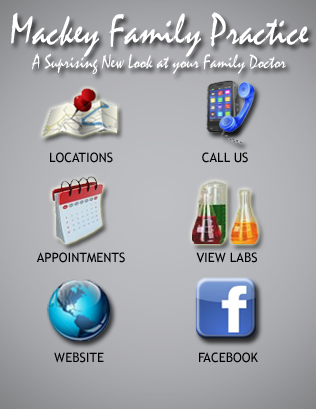 Mackey Family Practice
A Suprising New Look at your Family Doctor
LOCATIONS
CALL US
APPOINTMENTS
VIEW LABS
WEBSITE
FACEBOOK